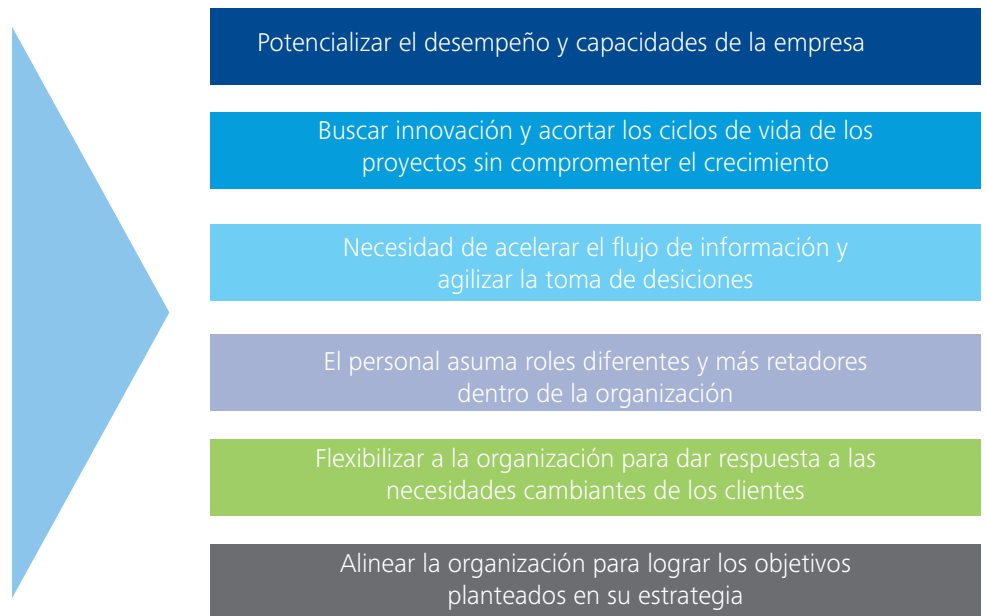 Potencializar el desempeño y capacidades de la empresa
Buscar innovación y acortar los ciclos de vida de los
proyectos sin compromenter el crecimiento
Necesidad de acelerar el flujo de información y
agilizar la toma de desiciones
El personal asuma roles diferentes y más retadores
dentro de la organización
Flexibilizar a la organización para dar respuesta a las
necesidades cambiantes de los clientes
Alinear la organización para lograr los objetivos
planteados en su estrategia